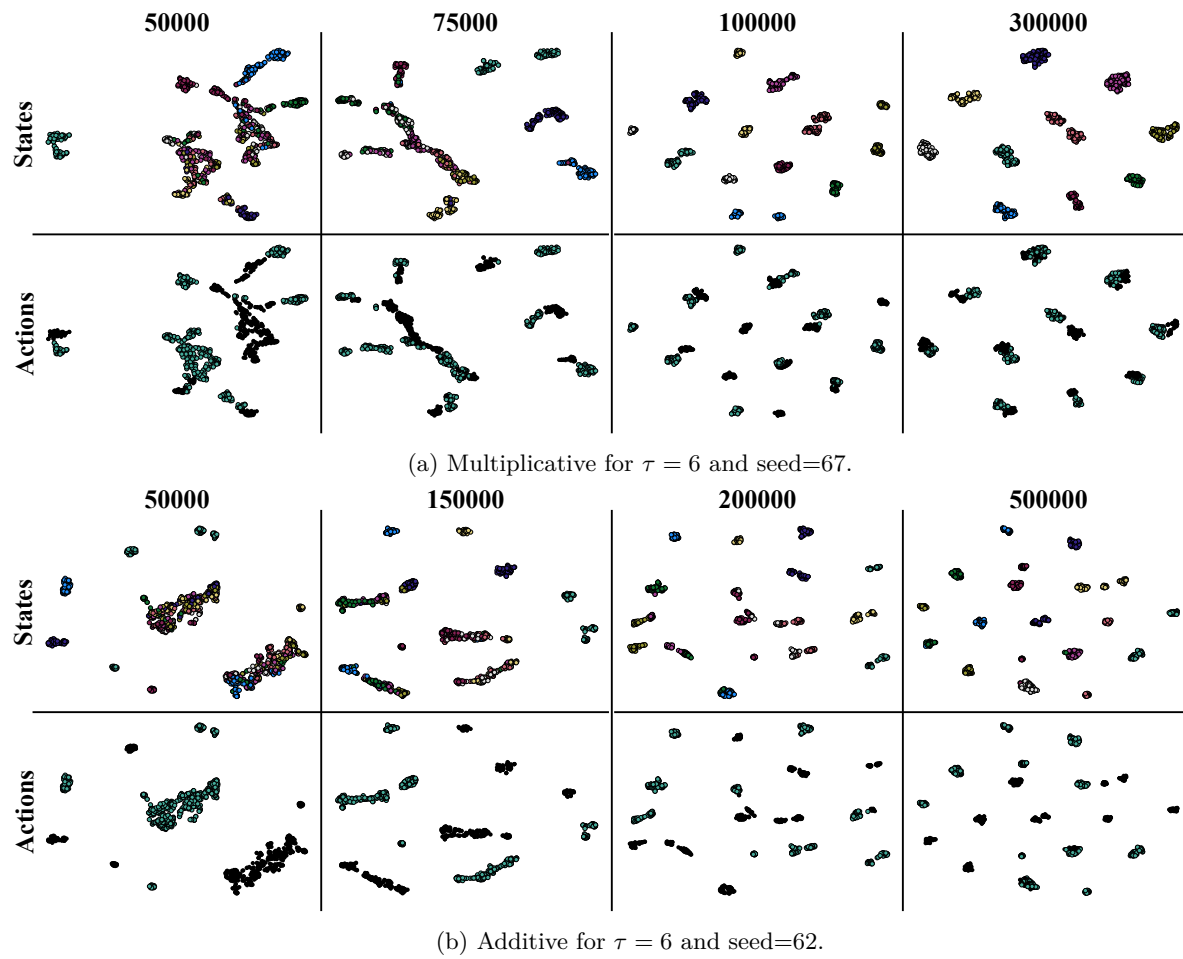 50000 75000 100000 300000
States
Actions
(a) Multiplicative for τ = 6 and seed=67.
50000 150000 200000 500000
States
Actions
(b) Additive for τ = 6 and seed=62.